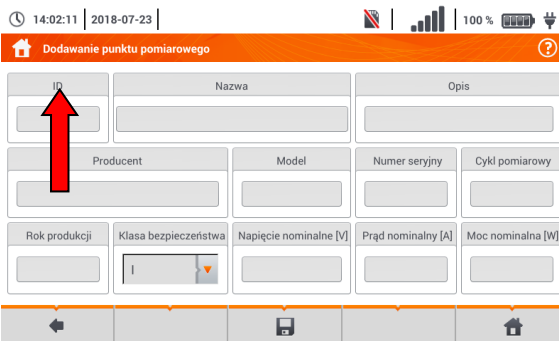 14:02:11 2018-07-23 100 %
Dodawanie punktu pomiarowego ?
ID Nazwa Opis
Producent Model Numer seryjny Cykl pomiarowy
Rok produkcji Klasa bezpieczeństwa Napięcie nominalne [V] Prąd nominalny [A] Moc nominalna [W]
I